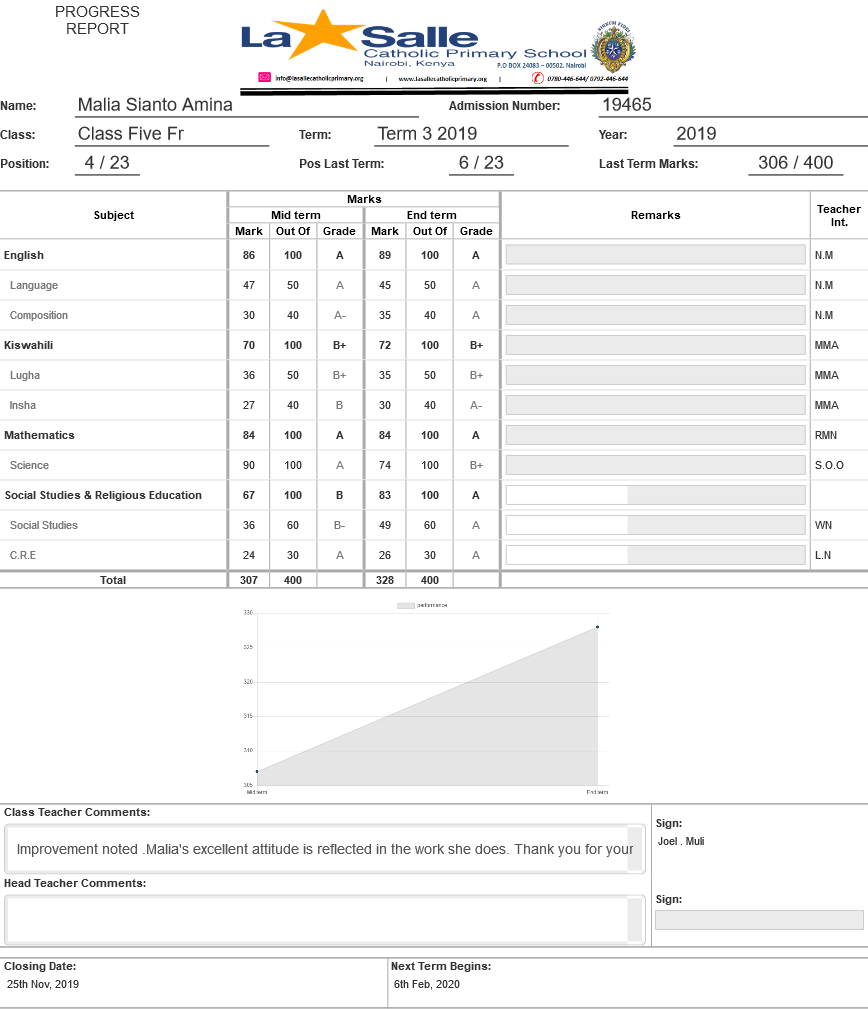 PROGRESS
REPORT
La Salle
Catholic Primary School
Nairobi, Kenya
P.O BOX 24083 – 00502, Nairobi
info@lasallecatholicprimary.org | www.lasallecatholicprimary.org | 0780-446-644/ 0792-446-644
Name: Malia Sianto Amina Admission Number: 19465
Class: Class Five Fr Term: Term 3 2019 Year: 2019
Position: 4 / 23 Pos Last Term: 6 / 23 Last Term Marks: 306 / 400
Subject Marks Remarks Teacher Int.
Mid term End term
Mark Out Of Grade Mark Out Of Grade
English 86 100 A 89 100 A N.M
Language 47 50 A 45 50 A N.M
Composition 30 40 A- 35 40 A N.M
Kiswahili 70 100 B+ 72 100 B+ MMA
Lugha 36 50 B+ 35 50 B+ MMA
Insha 27 40 B 30 40 A- MMA
Mathematics 84 100 A 84 100 A RMN
Science 90 100 A 74 100 B+ S.O.O
Social Studies & Religious Education 67 100 B 83 100 A
Social Studies 36 60 B- 49 60 A WN
C.R.E 24 30 A 26 30 A L.N
Total 307 400 328 400
performance
330
325
320
315
310
305
Mid term End term
Class Teacher Comments:
Improvement noted .Malia's excellent attitude is reflected in the work she does. Thank you for your
Sign:
Joel . Muli
Head Teacher Comments:
Sign:
Closing Date: Next Term Begins:
25th Nov, 2019 6th Feb, 2020